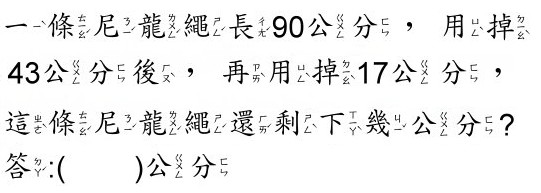 一條尼龍繩長90公分，用掉
43公分後，再用掉17公分，
這條尼龍繩還剩下幾公分?
答:(　　)公分